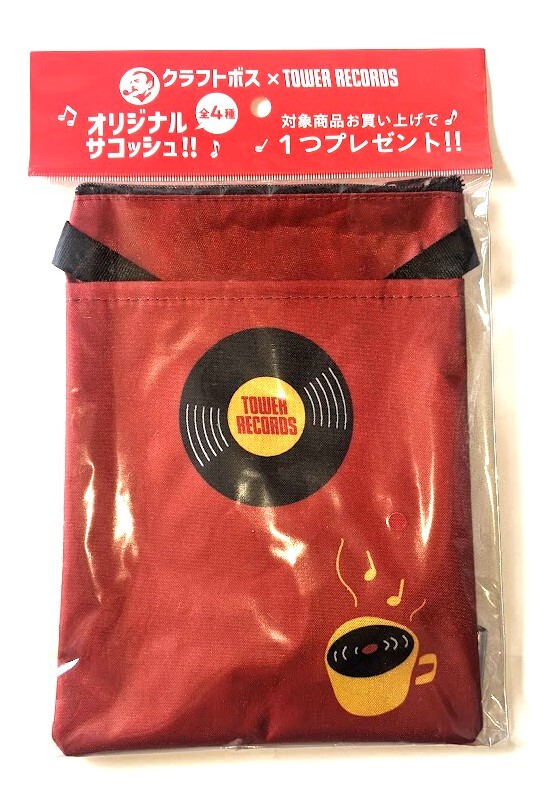 クラフトボス × TOWER RECORDS
オリジナル
サコッシュ!!
全4種
対象商品お買い上げで
1つプレゼント!!
TOWER
RECORDS